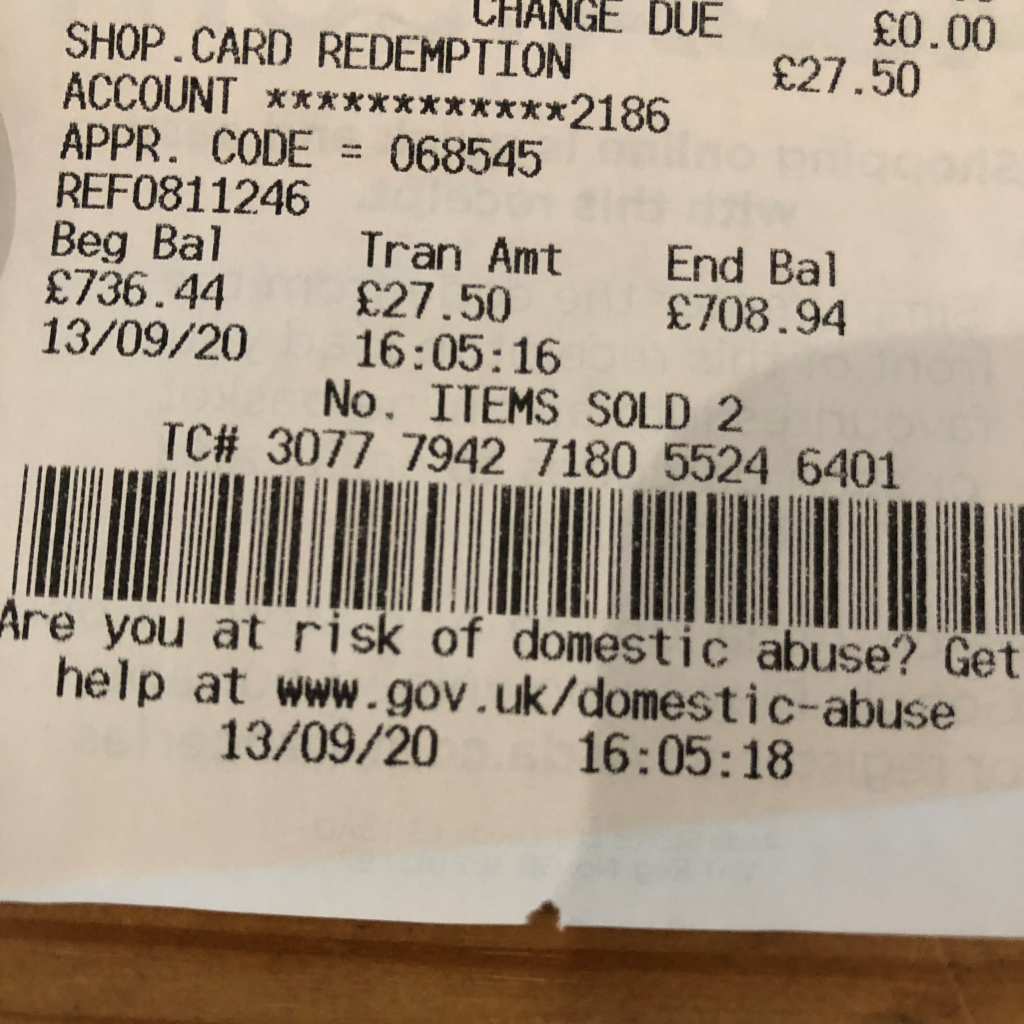 CHANGE DUE £0.00
SHOP.CARD REDEMPTION £27.50
ACCOUNT ************2186
APPR. CODE = 068545
REF0811246
Beg Bal Tran Amt End Bal
£736.44 £27.50 £708.94
13/09/20 16:05:16
No. ITEMS SOLD 2
TC# 3077 7942 7180 5524 6401
Are you at risk of domestic abuse? Get
help at www.gov.uk/domestic-abuse
13/09/20 16:05:18